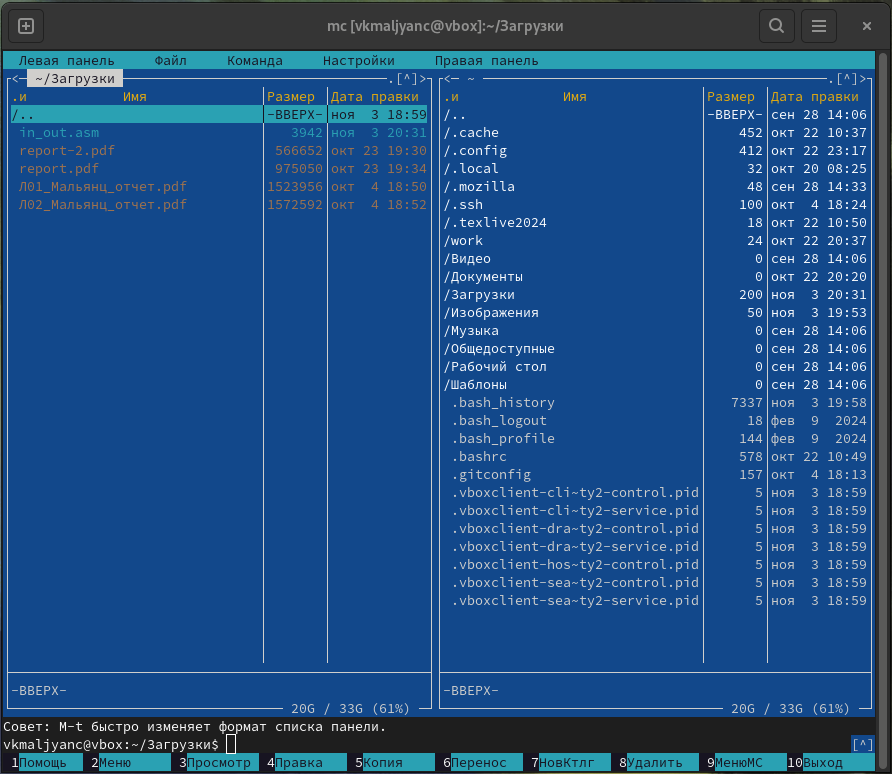 mc [vkmaljyanc@vbox]:~/Загрузки
Левая панель Файл Команда Настройки Правая панель
<─ ~/Загрузки .[^]> <─ ~ .[^]>
.и Имя Размер Дата правки .и Имя Размер Дата правки
/.. -ВВЕРХ- ноя 3 18:59 /.. -ВВЕРХ- сен 28 14:06
in_out.asm 3942 ноя 3 20:31 /.cache 452 окт 22 10:37
report-2.pdf 566652 окт 23 19:30 /.config 412 окт 22 23:17
report.pdf 975050 окт 23 19:34 /.local 32 окт 20 08:25
Л01_Мальянц_отчет.pdf 1523956 окт 4 18:50 /.mozilla 48 сен 28 14:33
Л02_Мальянц_отчет.pdf 1572592 окт 4 18:52 /.ssh 100 окт 4 18:24
/.texlive2024 18 окт 22 10:50
/work 24 окт 22 20:37
/Видео 0 сен 28 14:06
/Документы 0 окт 22 20:20
/Загрузки 200 ноя 3 20:31
/Изображения 50 ноя 3 19:53
/Музыка 0 сен 28 14:06
/Общедоступные 0 сен 28 14:06
/Рабочий стол 0 сен 28 14:06
/Шаблоны 0 сен 28 14:06
.bash_history 7337 ноя 3 19:58
.bash_logout 18 фев 9 2024
.bash_profile 144 фев 9 2024
.bashrc 578 окт 22 10:49
.gitconfig 157 окт 4 18:13
.vboxclient-cli~ty2-control.pid 5 ноя 3 18:59
.vboxclient-cli~ty2-service.pid 5 ноя 3 18:59
.vboxclient-dra~ty2-control.pid 5 ноя 3 18:59
.vboxclient-dra~ty2-service.pid 5 ноя 3 18:59
.vboxclient-hos~ty2-control.pid 5 ноя 3 18:59
.vboxclient-sea~ty2-control.pid 5 ноя 3 18:59
.vboxclient-sea~ty2-service.pid 5 ноя 3 18:59
-ВВЕРХ- -ВВЕРХ-
20G / 33G (61%) 20G / 33G (61%)
Совет: M-t быстро изменяет формат списка панели.
vkmaljyanc@vbox:~/Загрузки$ [^]
1Помощь 2Меню 3Просмотр 4Правка 5Копия 6Перенос 7НовКтлг 8Удалить 9МенюMC 10Выход